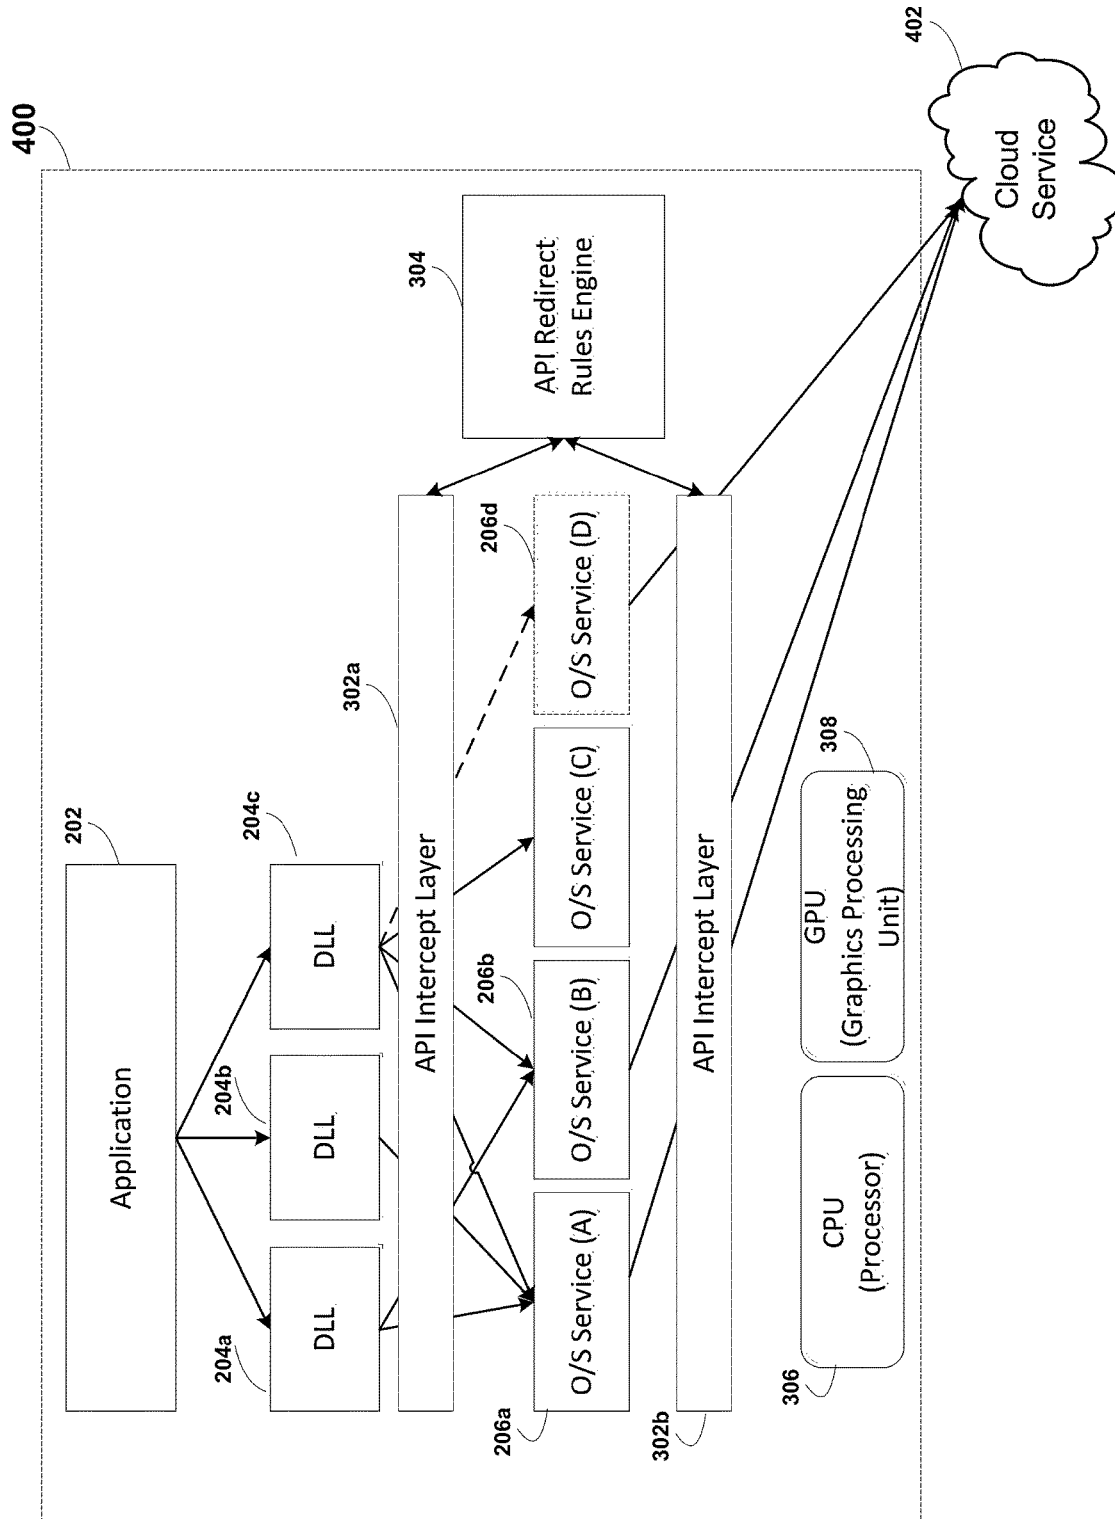 400
202
Application
204a
204b
204c
DLL
DLL
DLL
302a
API Intercept Layer
304
API Redirect
Rules Engine
206a
206b
206d
O/S Service (A)
O/S Service (B)
O/S Service (C)
O/S Service (D)
302b
API Intercept Layer
306
CPU
(Processor)
308
GPU
(Graphics Processing
Unit)
402
Cloud
Service